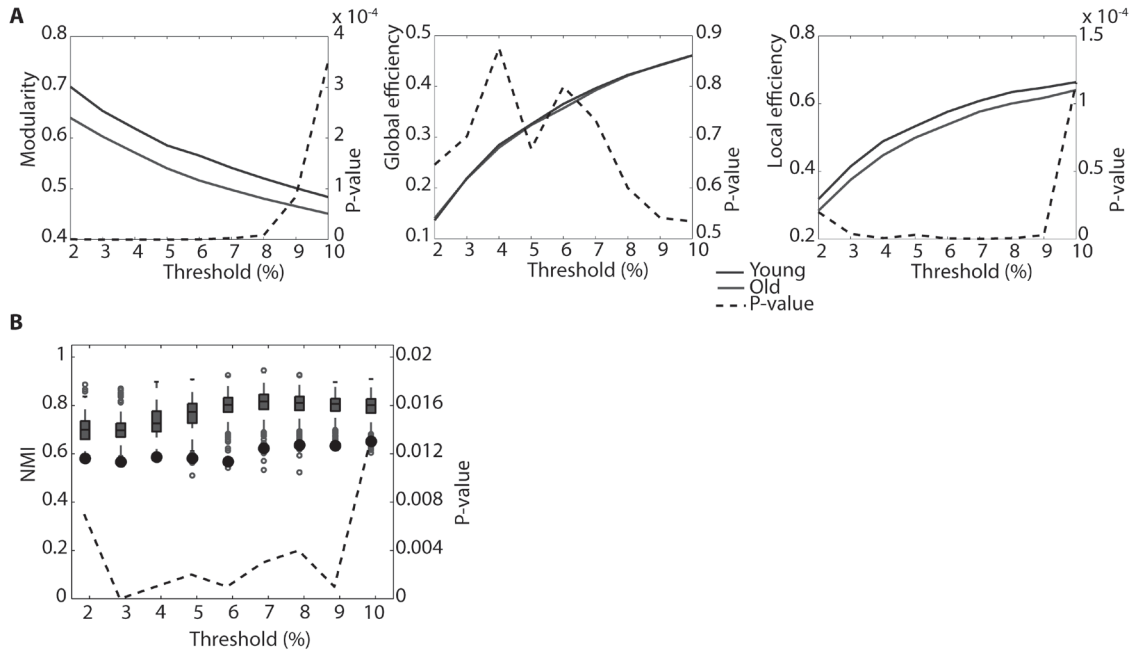 A
x 10-4
x 10-4
0.8
0.7
0.6
0.5
0.4
Modularity
4
3
2
1
0
P-value
2 3 4 5 6 7 8 9 10
Threshold (%)
0.5
0.4
0.3
0.2
0.1
Global efficiency
0.9
0.8
0.7
0.6
0.5
P-value
2 3 4 5 6 7 8 9 10
Threshold (%)
0.8
0.6
0.4
0.2
Local efficiency
1.5
1
0.5
0
P-value
2 3 4 5 6 7 8 9 10
Threshold (%)
Young
Old
P-value
B
1
0.8
0.6
0.4
0.2
0
NMI
0.02
0.016
0.012
0.008
0.004
0
P-value
2 3 4 5 6 7 8 9 10
Threshold (%)